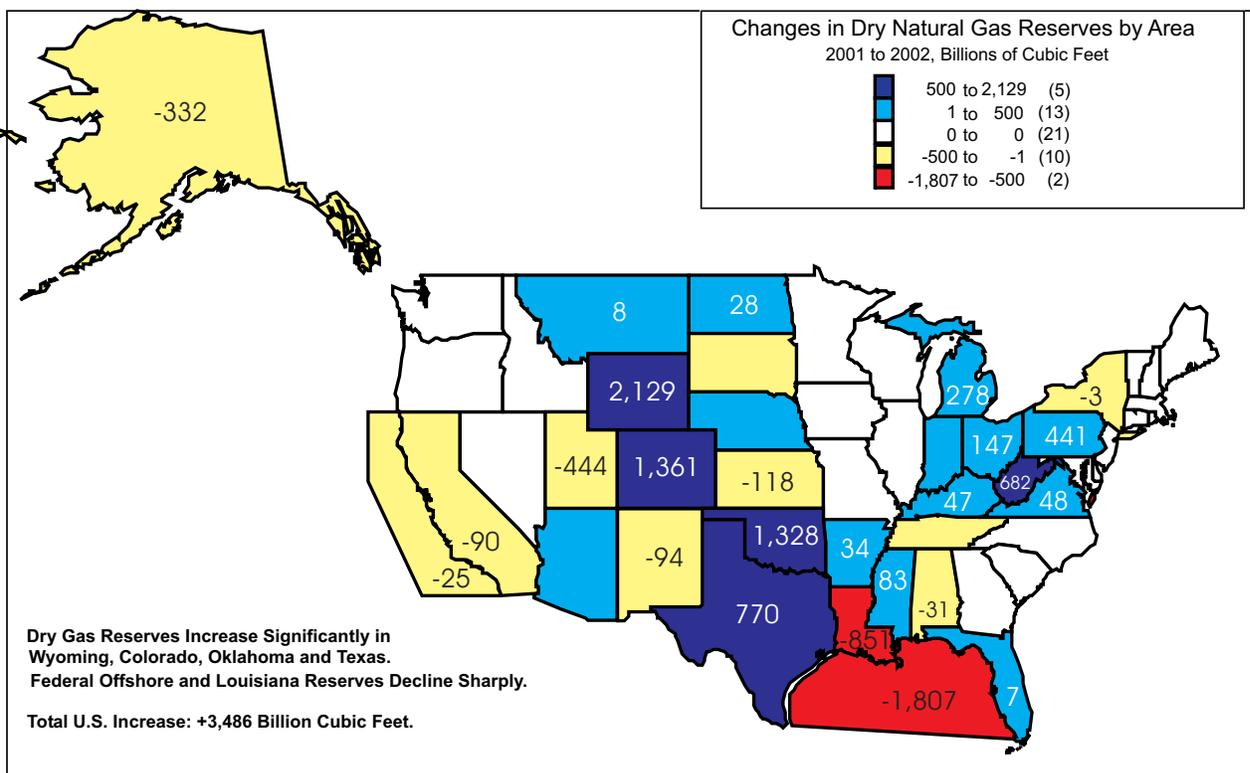 Changes in Dry Natural Gas Reserves by Area
2001 to 2002, Billions of Cubic Feet
500 to 2,129 (5)
1 to 500 (13)
0 to 0 (21)
-500 to -1 (10)
-1,807 to -500 (2)
-332
8
28
2,129
278
-3
-444
1,361
-118
147
441
682
47
48
-90
-25
-94
1,328
34
83
-31
770
-851
-1,807
7
Dry Gas Reserves Increase Significantly in
Wyoming, Colorado, Oklahoma and Texas.
Federal Offshore and Louisiana Reserves Decline Sharply.
Total U.S. Increase: +3,486 Billion Cubic Feet.